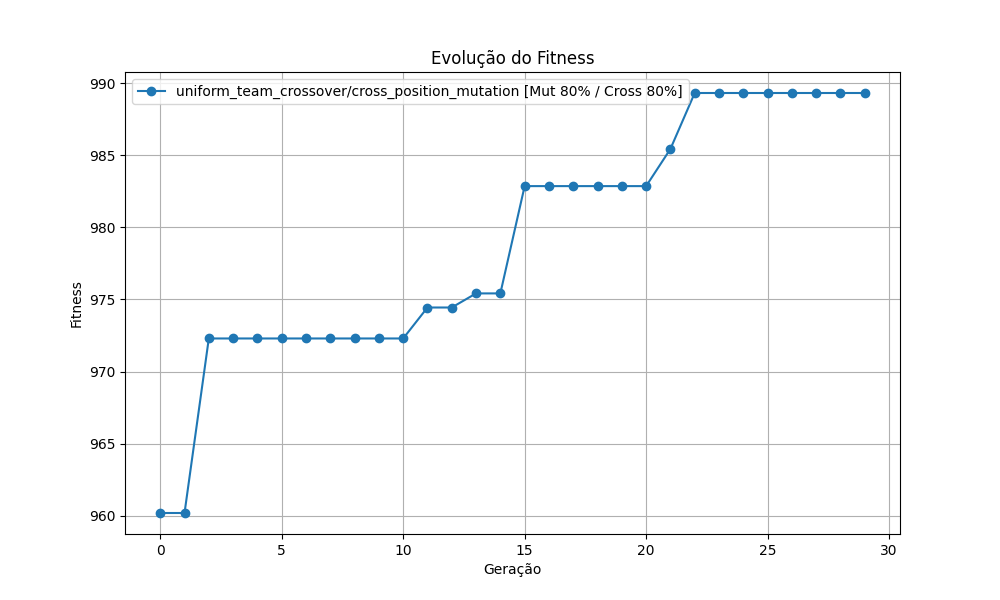 Evolução do Fitness
uniform_team_crossover/cross_position_mutation [Mut 80% / Cross 80%]
990
985
980
975
970
965
960
Fitness
0 5 10 15 20 25 30
Geração